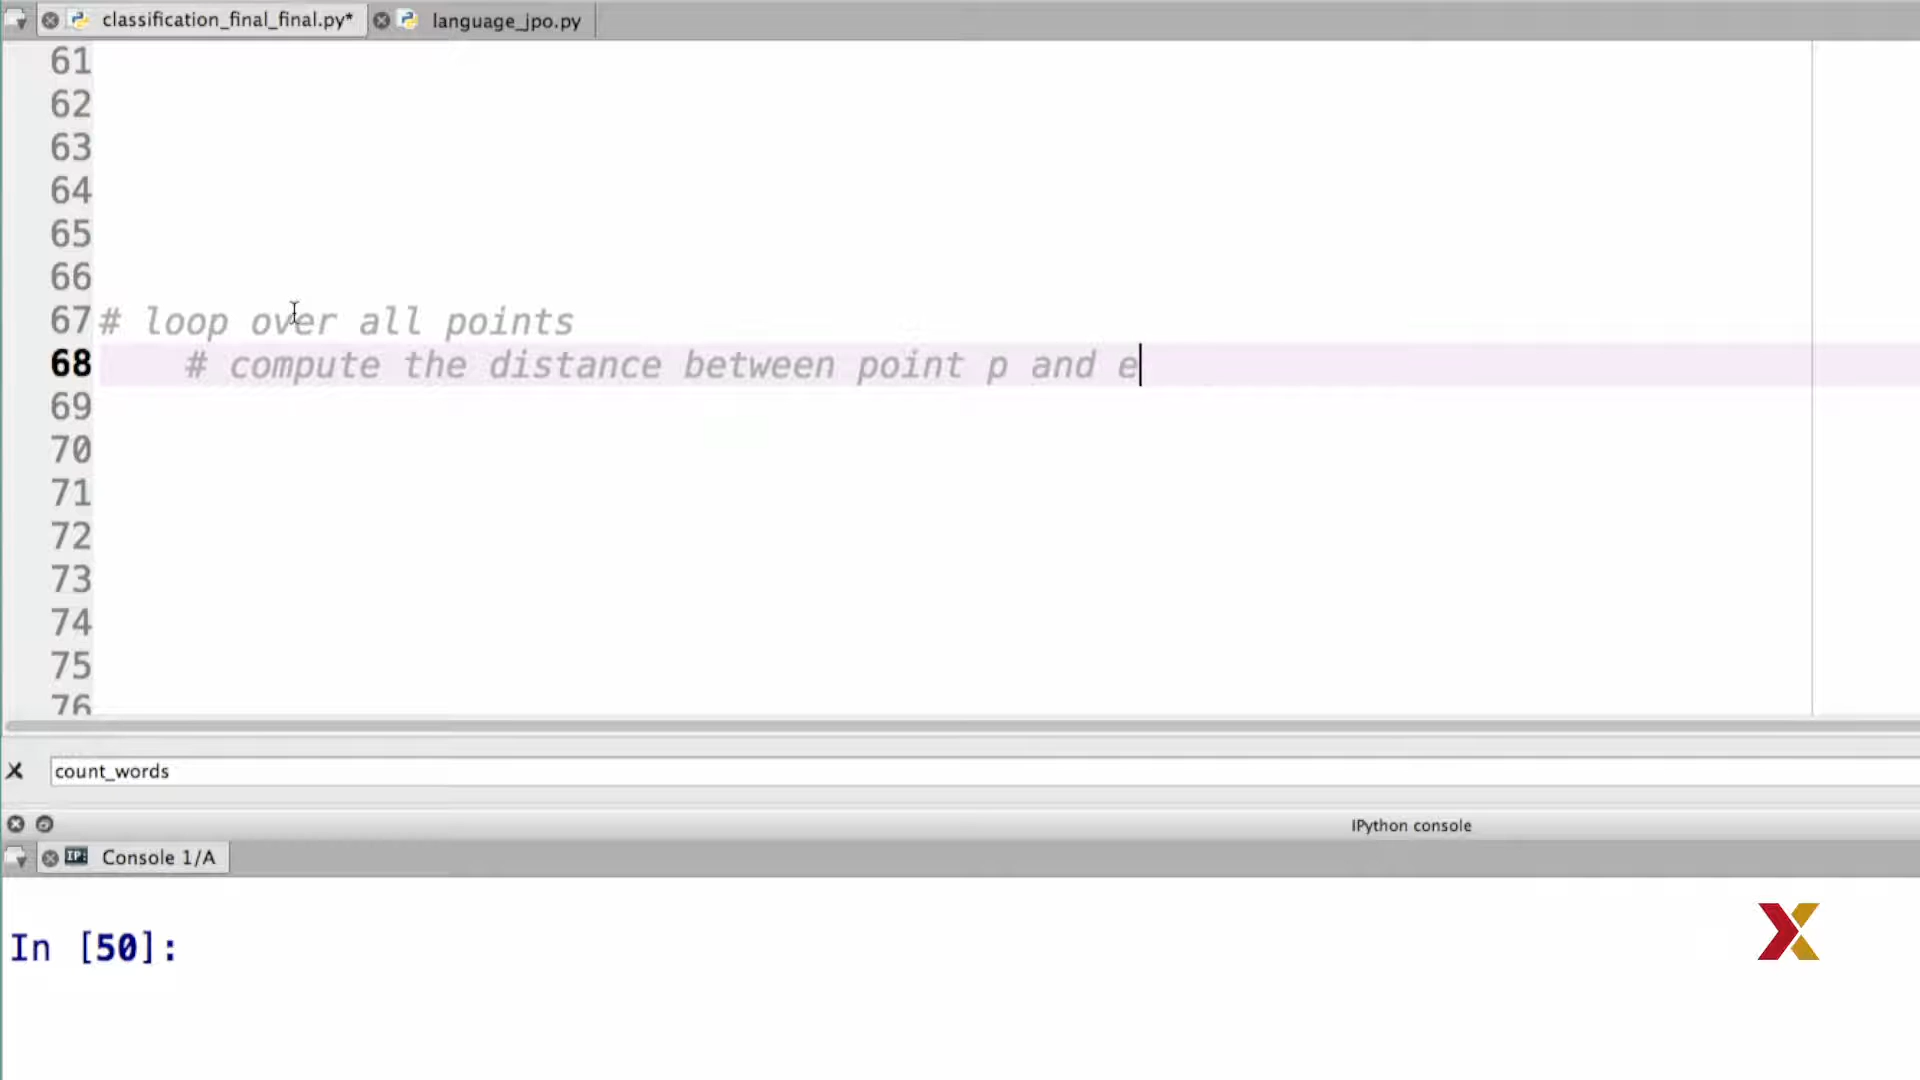 classification_final_final.py* language_jpo.py
61
62
63
64
65
66
67 # loop over all points
68 # compute the distance between point p and e
69
70
71
72
73
74
75
76
count_words
IPython console
IP: Console 1/A
In [50]: